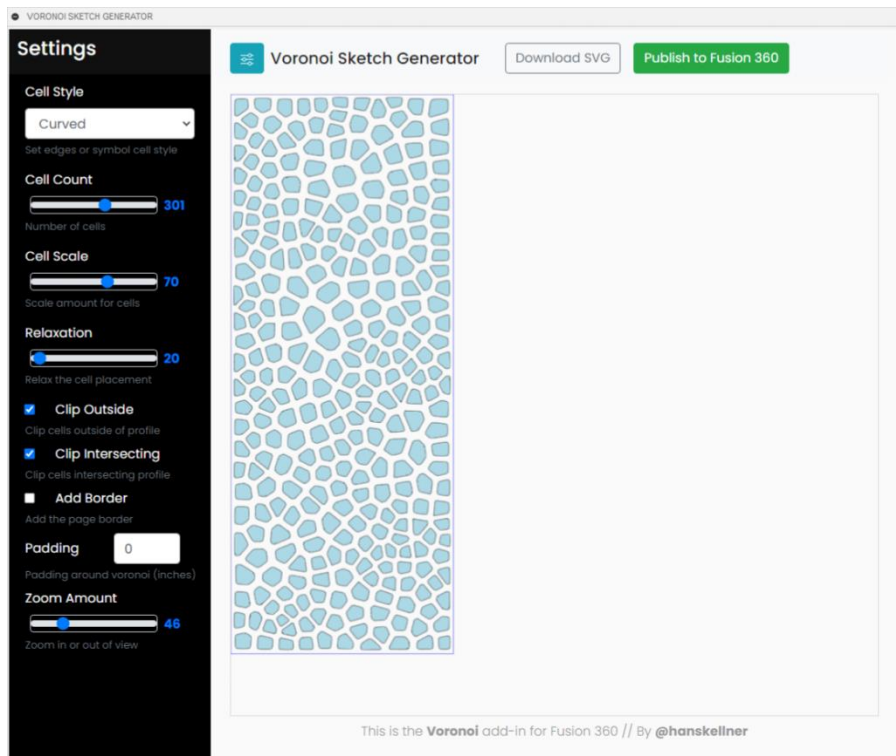 VORONOI SKETCH GENERATOR
Settings
Voronoi Sketch Generator
Download SVG
Publish to Fusion 360
Cell Style
Curved
Set edges or symbol cell style
Cell Count
301
Number of cells
Cell Scale
70
Scale amount for cells
Relaxation
20
Relax the cell placement
Clip Outside
Clip cells outside of profile
Clip Intersecting
Clip cells intersecting profile
Add Border
Add the page border
Padding
0
Padding around voronoi (inches)
Zoom Amount
46
Zoom in or out of view
This is the Voronoi add-in for Fusion 360 // By @hanskellner